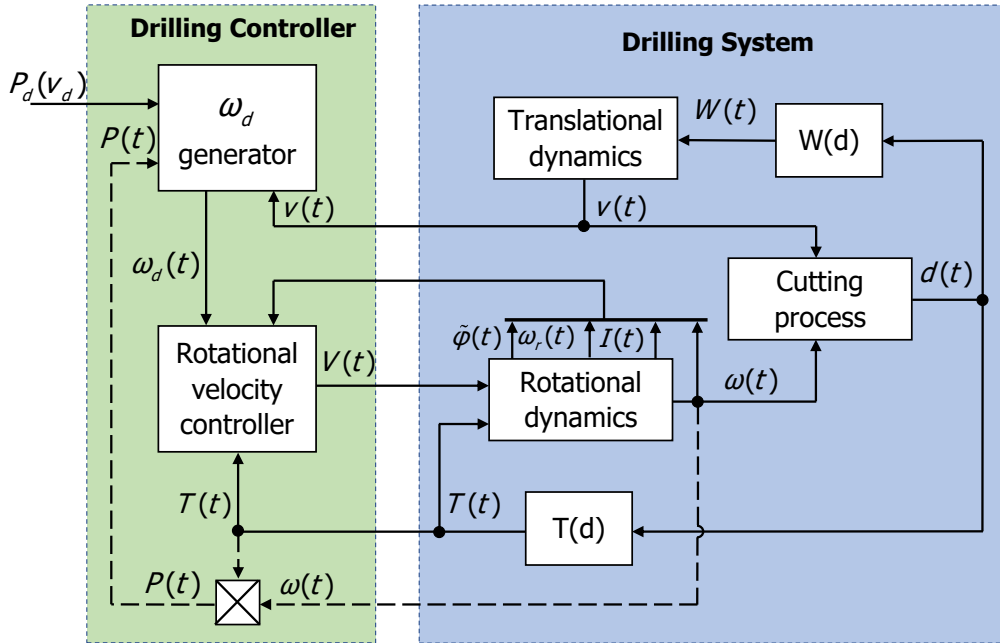 Drilling Controller
Drilling System
P_d(v_d)
ω_d
generator
P(t)
v(t)
ω_d(t)
Rotational
velocity
controller
V(t)
T(t)
P(t)
ω(t)
Translational
dynamics
W(t)
W(d)
v(t)
Cutting
process
d(t)
φ̃(t)
ω_r(t)
I(t)
Rotational
dynamics
ω(t)
T(t)
T(d)